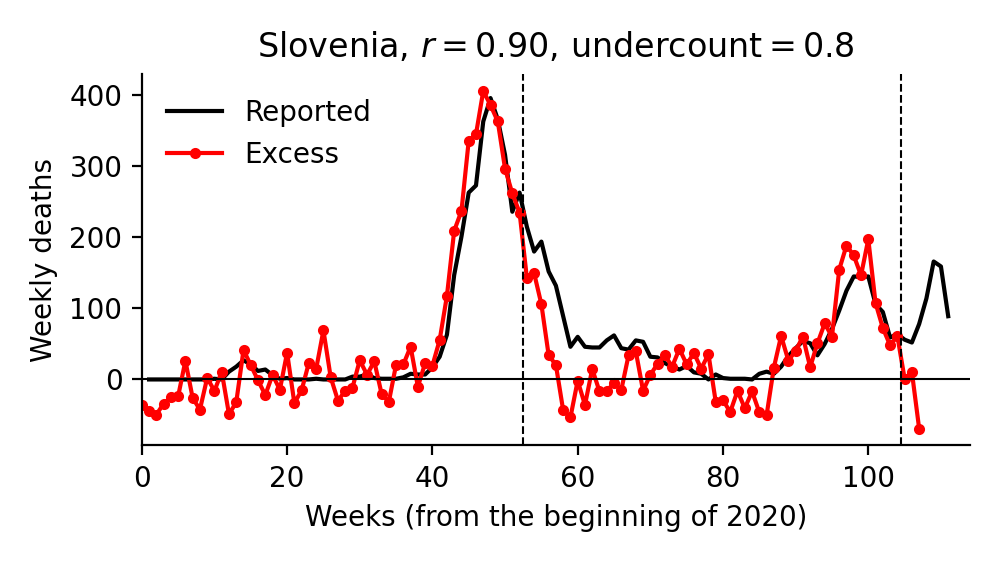 Slovenia, r = 0.90, undercount = 0.8
Weekly deaths
400
300
200
100
0
Reported
Excess
0 20 40 60 80 100
Weeks (from the beginning of 2020)